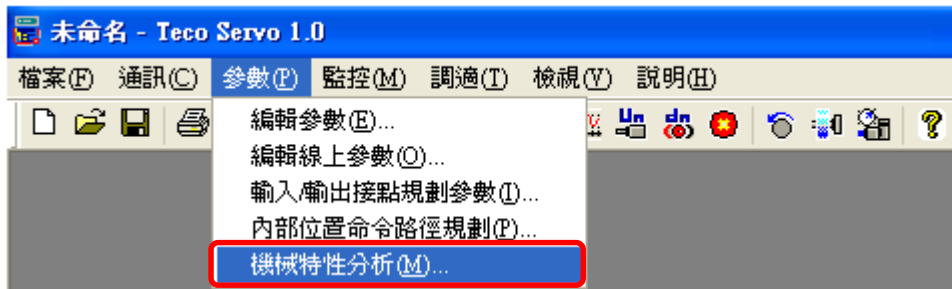 未命名 - Teco Servo 1.0
檔案(F) 通訊(C) 參數(P) 監控(M) 調適(T) 檢視(V) 說明(H)
編輯參數(E)...
編輯線上參數(O)...
輸入/輸出接點規劃參數(I)...
內部位置命令路徑規劃(P)...
機械特性分析(M)...
Un
dn